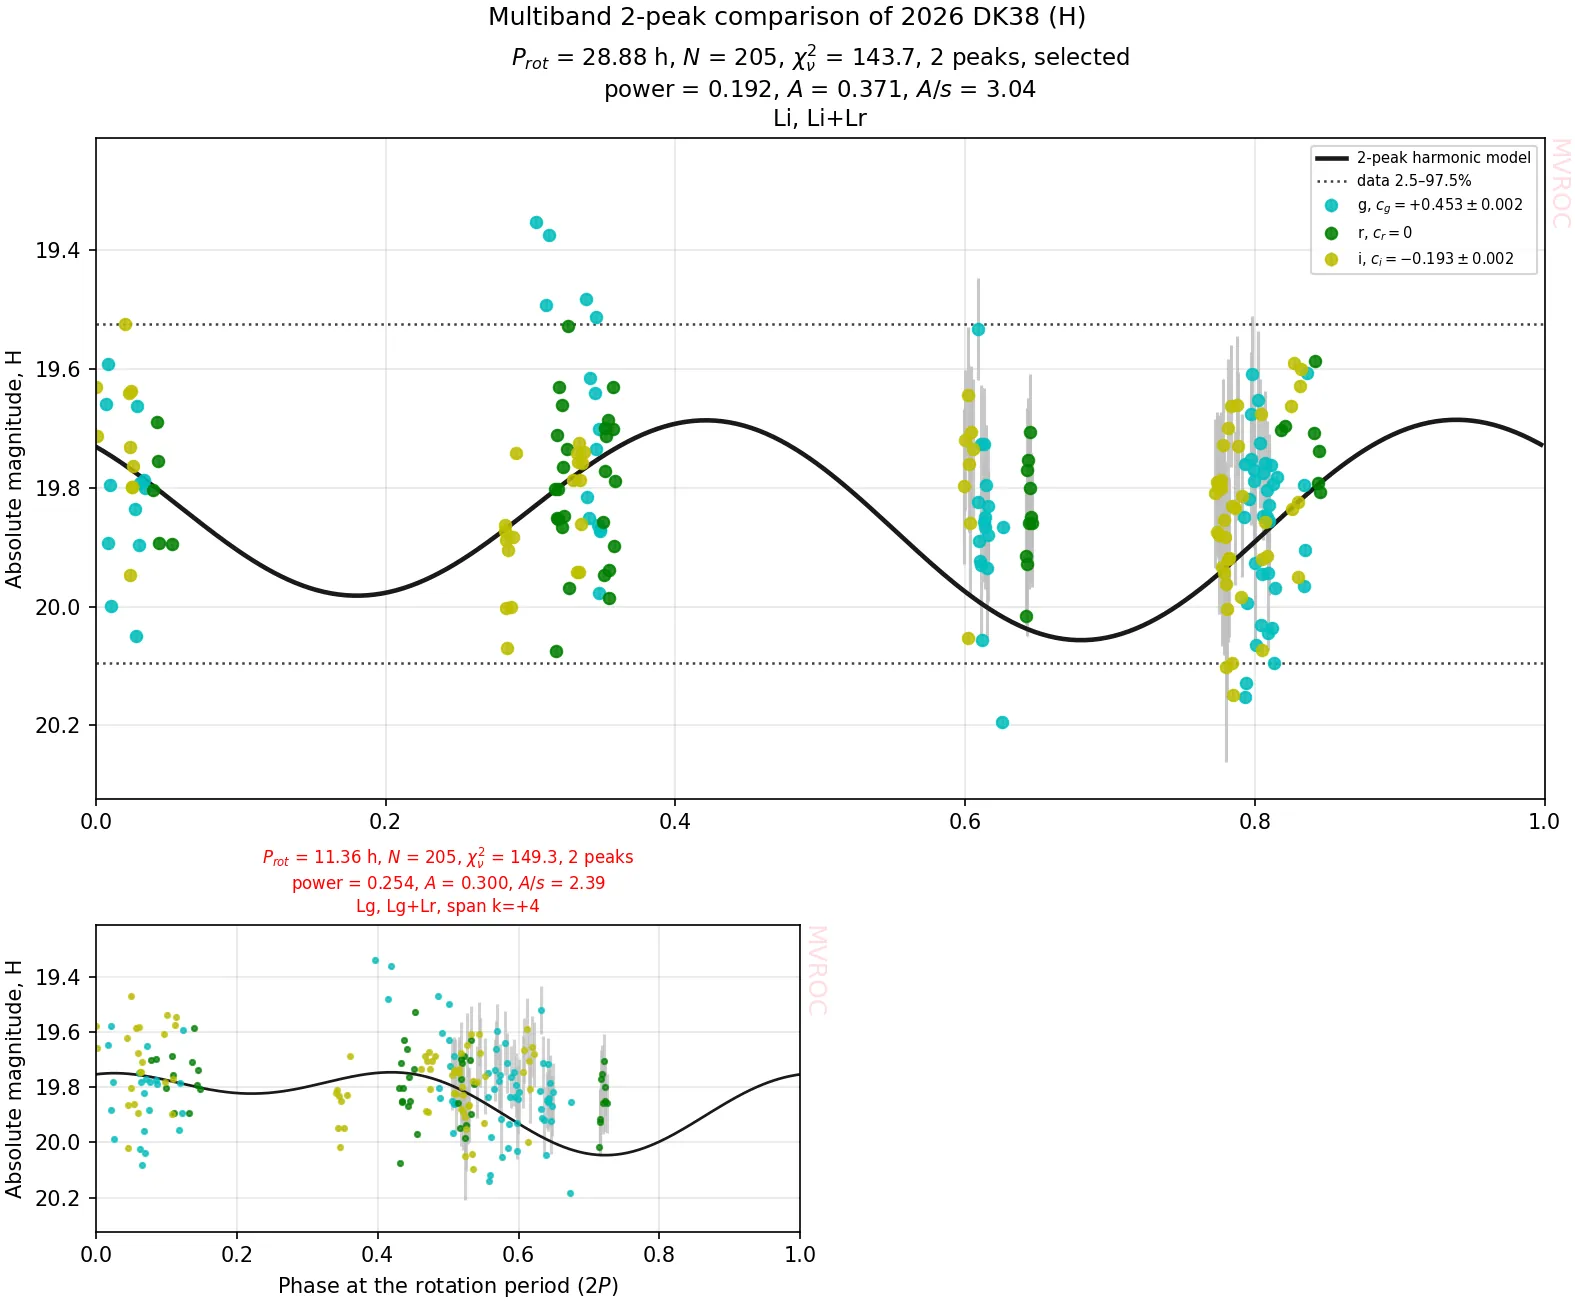 Multiband 2-peak comparison of 2026 DK38 (H)
P_rot = 28.88 h, N = 205, χ²_ν = 143.7, 2 peaks, selected
power = 0.192, A = 0.371, A/s = 3.04
Li, Li+Lr
MVROC
2-peak harmonic model
data 2.5–97.5%
g, c_g = +0.453 ± 0.002
r, c_r = 0
i, c_i = −0.193 ± 0.002
Absolute magnitude, H
19.4
19.6
19.8
20.0
20.2
0.0 0.2 0.4 0.6 0.8 1.0
P_rot = 11.36 h, N = 205, χ²_ν = 149.3, 2 peaks
power = 0.254, A = 0.300, A/s = 2.39
Lg, Lg+Lr, span k=+4
MVROC
Absolute magnitude, H
19.4
19.6
19.8
20.0
20.2
0.0 0.2 0.4 0.6 0.8 1.0
Phase at the rotation period (2P)